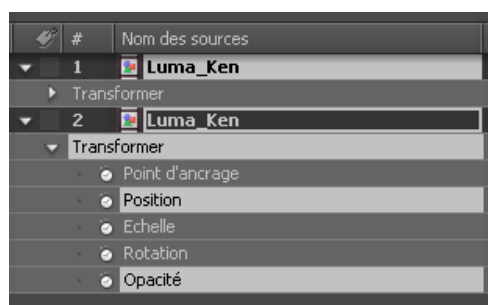 # Nom des sources
1 Luma_Ken
Transformer
2 Luma_Ken
Transformer
Point d'ancrage
Position
Echelle
Rotation
Opacité